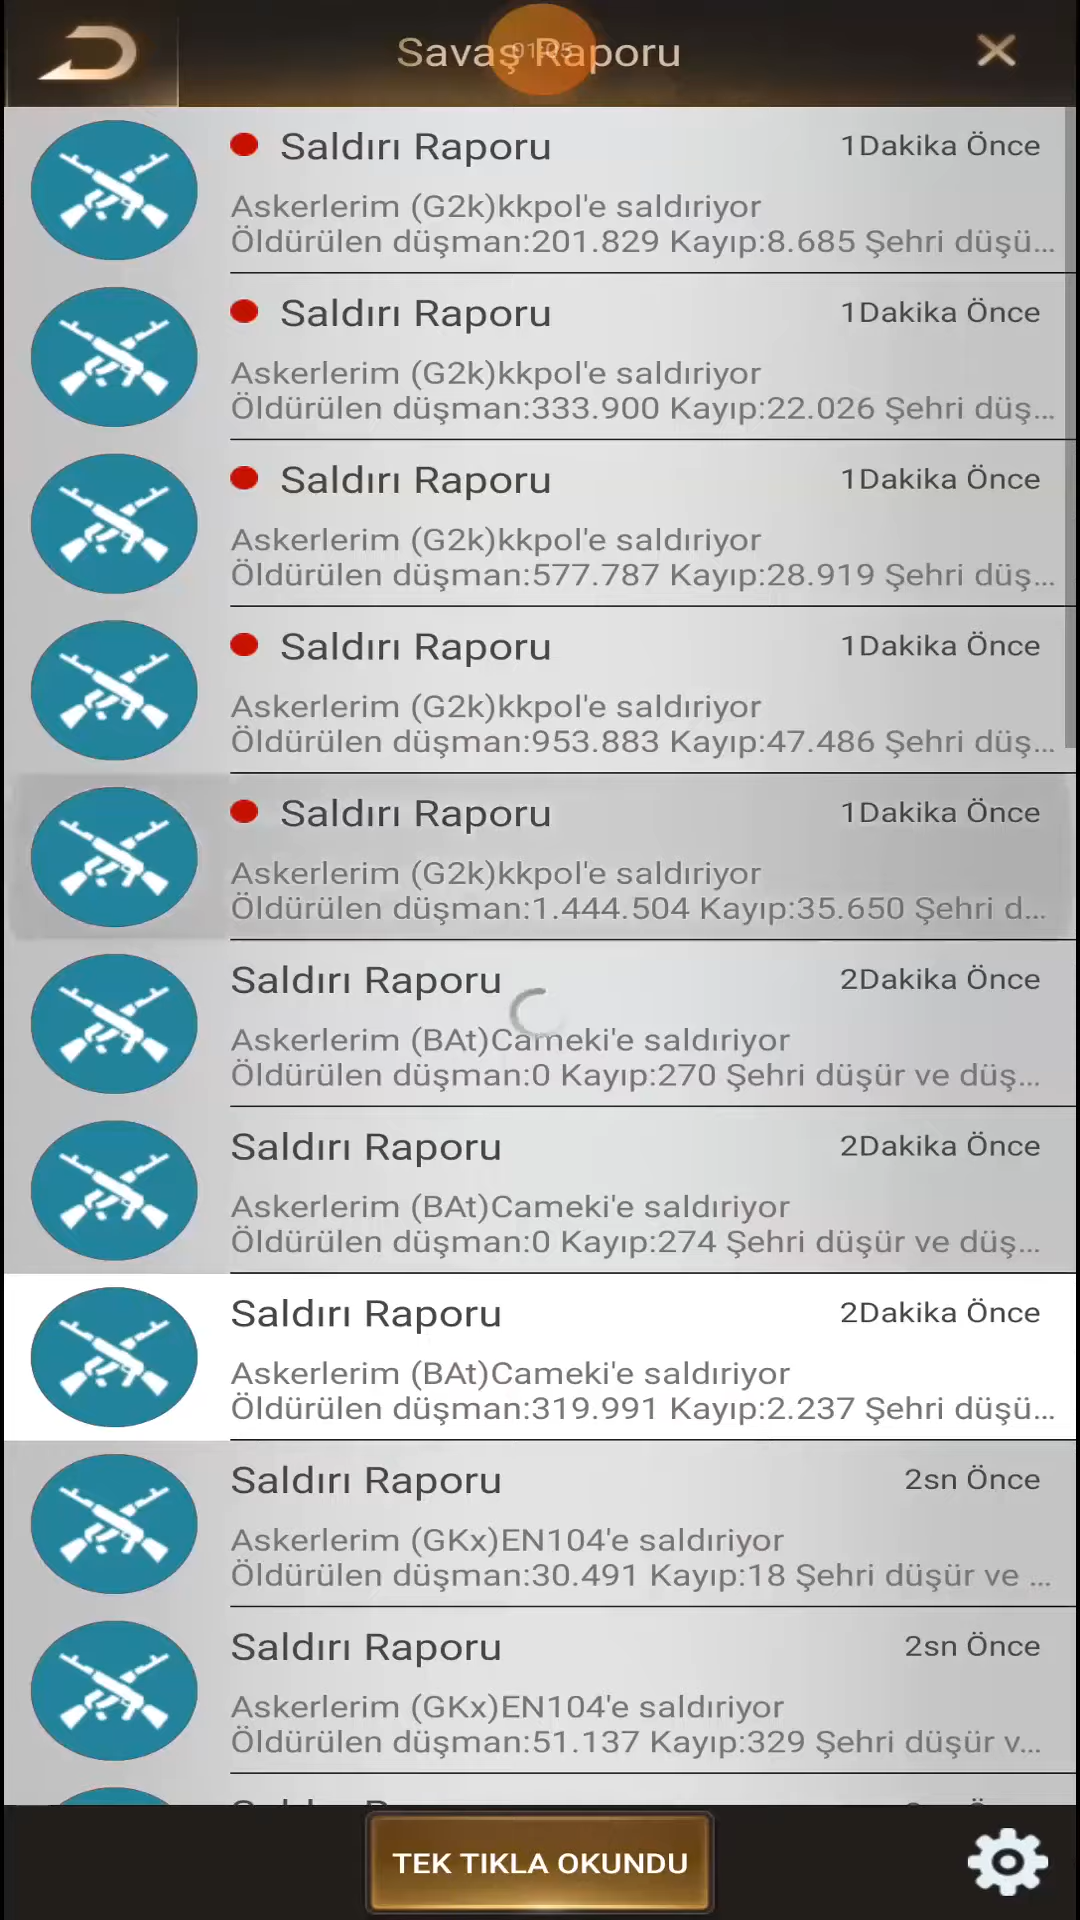 Savaş Raporu
01:05
Saldırı Raporu
1Dakika Önce
Askerlerim (G2k)kkpol'e saldırıyor
Öldürülen düşman:201.829 Kayıp:8.685 Şehri düşü...
Saldırı Raporu
1Dakika Önce
Askerlerim (G2k)kkpol'e saldırıyor
Öldürülen düşman:333.900 Kayıp:22.026 Şehri düş...
Saldırı Raporu
1Dakika Önce
Askerlerim (G2k)kkpol'e saldırıyor
Öldürülen düşman:577.787 Kayıp:28.919 Şehri düş...
Saldırı Raporu
1Dakika Önce
Askerlerim (G2k)kkpol'e saldırıyor
Öldürülen düşman:953.883 Kayıp:47.486 Şehri düş...
Saldırı Raporu
1Dakika Önce
Askerlerim (G2k)kkpol'e saldırıyor
Öldürülen düşman:1.444.504 Kayıp:35.650 Şehri d...
Saldırı Raporu
2Dakika Önce
Askerlerim (BAt)Cameki'e saldırıyor
Öldürülen düşman:0 Kayıp:270 Şehri düşür ve düş...
Saldırı Raporu
2Dakika Önce
Askerlerim (BAt)Cameki'e saldırıyor
Öldürülen düşman:0 Kayıp:274 Şehri düşür ve düş...
Saldırı Raporu
2Dakika Önce
Askerlerim (BAt)Cameki'e saldırıyor
Öldürülen düşman:319.991 Kayıp:2.237 Şehri düşü...
Saldırı Raporu
2sn Önce
Askerlerim (GKx)EN104'e saldırıyor
Öldürülen düşman:30.491 Kayıp:18 Şehri düşür ve ...
Saldırı Raporu
2sn Önce
Askerlerim (GKx)EN104'e saldırıyor
Öldürülen düşman:51.137 Kayıp:329 Şehri düşür v...
TEK TIKLA OKUNDU